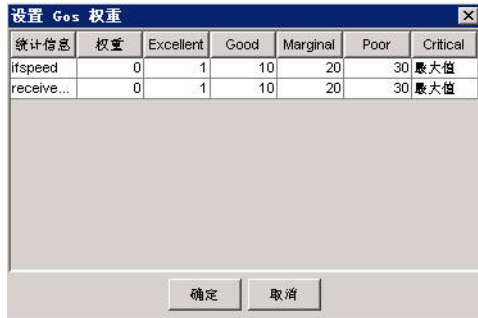 设置 Gos 权重
统计信息 权重 Excellent Good Marginal Poor Critical
ifspeed 0 1 10 20 30 最大值
receive... 0 1 10 20 30 最大值
确定 取消